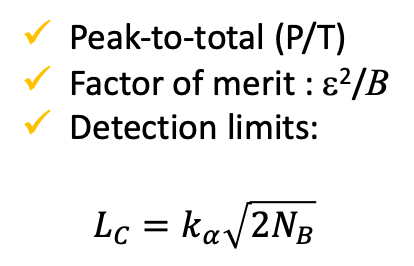 ✓ Peak-to-total (P/T)
✓ Factor of merit : ε²/B
✓ Detection limits:
L_C = k_α√(2N_B)